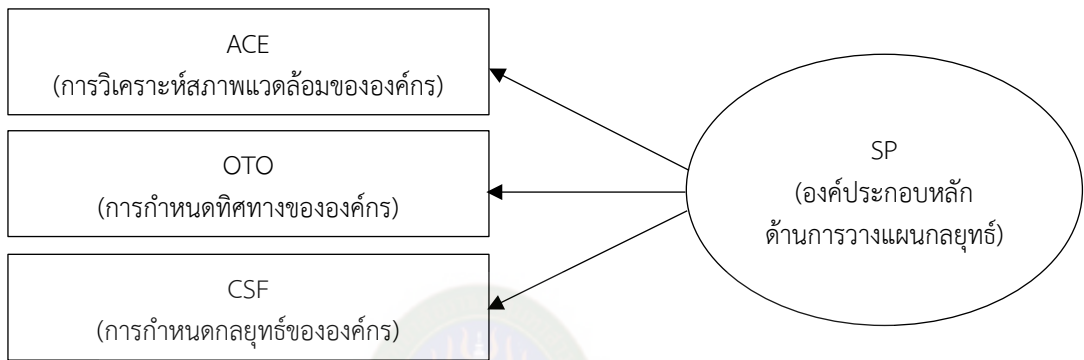 ACE
(การวิเคราะห์สภาพแวดล้อมขององค์กร)
OTO
(การกำหนดทิศทางขององค์กร)
CSF
(การกำหนดกลยุทธ์ขององค์กร)
SP
(องค์ประกอบหลัก
ด้านการวางแผนกลยุทธ์)